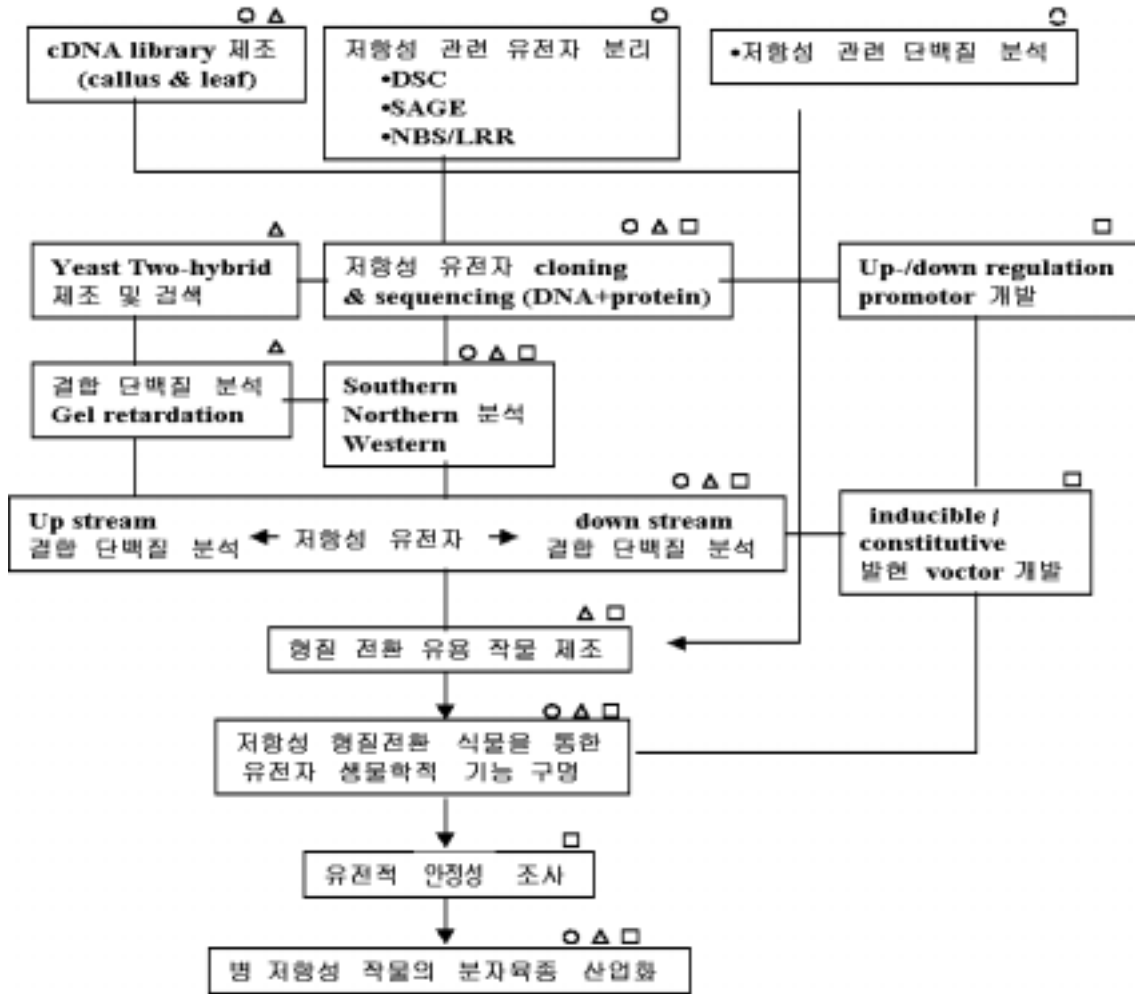 cDNA library 제조
(callus & leaf)
저항성 관련 유전자 분리
•DSC
•SAGE
•NBS/LRR
•저항성 관련 단백질 분석
Yeast Two-hybrid
제조 및 검색
저항성 유전자 cloning
& sequencing (DNA+protein)
Up-/down regulation
promotor 개발
결합 단백질 분석
Gel retardation
Southern
Northern 분석
Western
Up stream
결합 단백질 분석
저항성 유전자
down stream
결합 단백질 분석
inducible /
constitutive
발현 voctor 개발
형질 전환 유용 작물 제조
저항성 형질전환 식물을 통한
유전자 생물학적 기능 구명
유전적 안정성 조사
병 저항성 작물의 분자육종 산업화